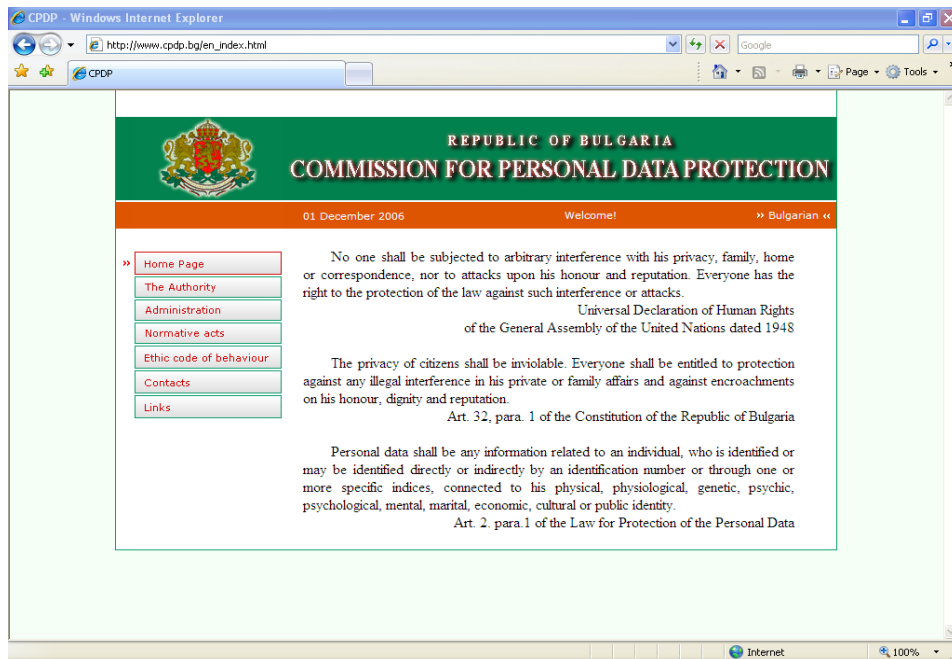 CPDP - Windows Internet Explorer
http://www.cpdp.bg/en_index.html
Google
CPDP
Page
Tools
REPUBLIC OF BULGARIA
COMMISSION FOR PERSONAL DATA PROTECTION
01 December 2006 Welcome! ›› Bulgarian ‹‹
›› Home Page
The Authority
Administration
Normative acts
Ethic code of behaviour
Contacts
Links
No one shall be subjected to arbitrary interference with his privacy, family, home
or correspondence, nor to attacks upon his honour and reputation. Everyone has the
right to the protection of the law against such interference or attacks.
Universal Declaration of Human Rights
of the General Assembly of the United Nations dated 1948
The privacy of citizens shall be inviolable. Everyone shall be entitled to protection
against any illegal interference in his private or family affairs and against encroachments
on his honour, dignity and reputation.
Art. 32, para. 1 of the Constitution of the Republic of Bulgaria
Personal data shall be any information related to an individual, who is identified or
may be identified directly or indirectly by an identification number or through one or
more specific indices, connected to his physical, physiological, genetic, psychic,
psychological, mental, marital, economic, cultural or public identity.
Art. 2. para.1 of the Law for Protection of the Personal Data
Internet
100%